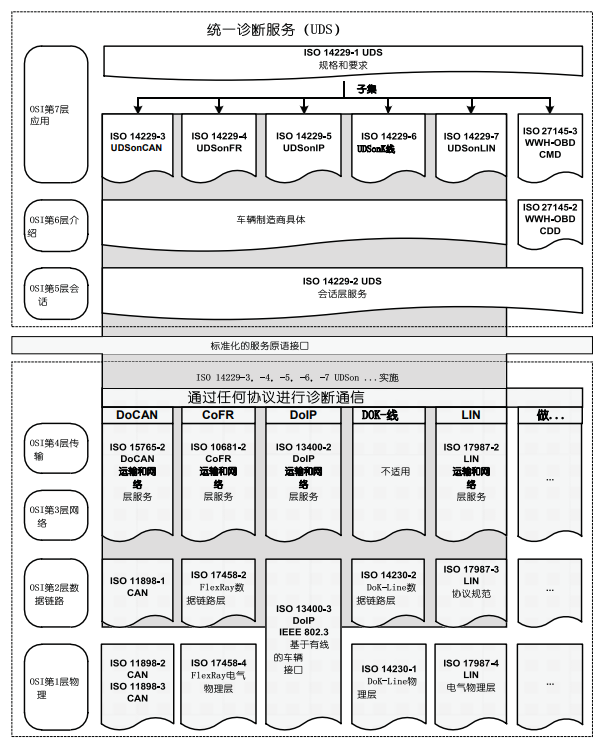 统一诊断服务（UDS）
ISO 14229-1 UDS
规格和要求
子集
OSI第7层
应用
ISO 14229-3
UDSonCAN
ISO 14229-4
UDSonFR
ISO 14229-5
UDSonIP
ISO 14229-6
UDSonK线
ISO 14229-7
UDSonLIN
ISO 27145-3
WWH-OBD
CMD
OSI第6层介
绍
车辆制造商具体
ISO 27145-2
WWH-OBD
CDD
OSI第5层会
话
ISO 14229-2 UDS
会话层服务
标准化的服务原语接口
ISO 14229-3、-4、-5、-6、-7 UDSon ...实施
通过任何协议进行诊断通信
DoCAN
CoFR
DoIP
DOK-线
LIN
做...
OSI第4层传
输
OSI第3层网
络
ISO 15765-2
DoCAN
运输和网
络
层服务
ISO 10681-2
CoFR
运输和网
络
层服务
ISO 13400-2
DoIP
运输和网
络
层服务
不适用
ISO 17987-2
LIN
运输和网
络
层服务
...
OSI第2层数
据链路
ISO 11898-1
CAN
ISO 17458-2
FlexRay数
据链路层
ISO 13400-3
DoIP
IEEE 802.3
基于有线
的车辆
接口
ISO 14230-2
DoK-Line数
据链路层
ISO 17987-3
LIN
协议规范
...
OSI第1层物
理
ISO 11898-2
CAN
ISO 11898-3
CAN
ISO 17458-4
FlexRay电气
物理层
ISO 14230-1
DoK-Line物
理层
ISO 17987-4
LIN
电气物理层
...